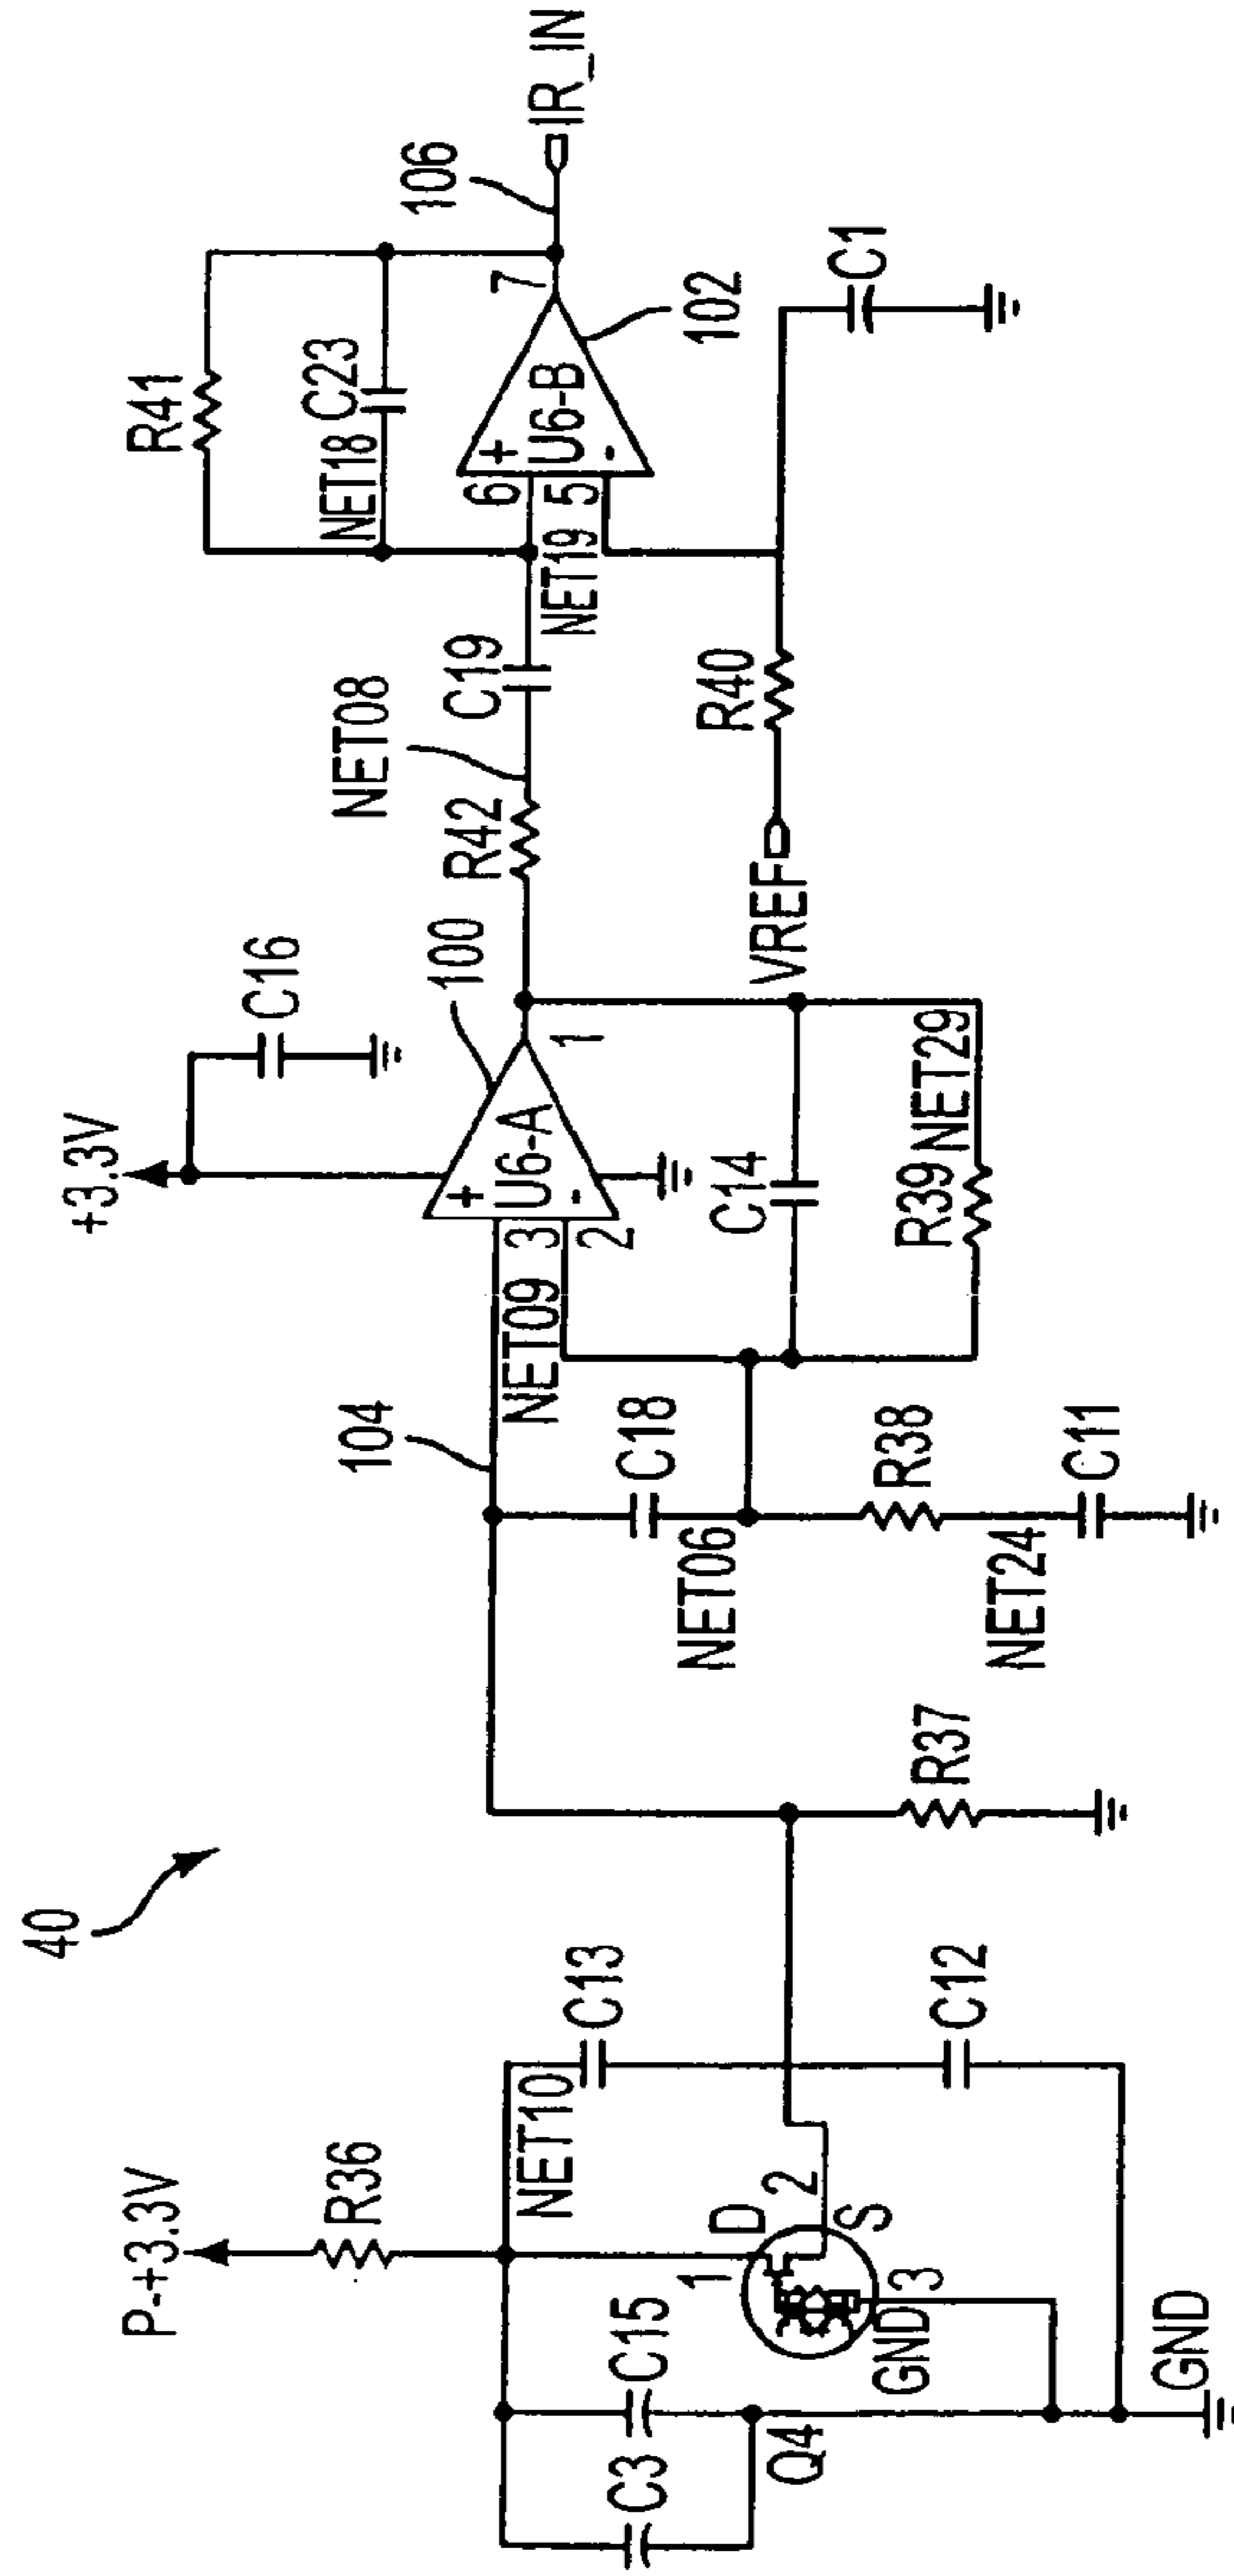 40
P-+3.3V
R36
NET10
C13
C3
C15
Q4
D
1
2
S
3
GND
C12
GND
R37
104
NET09
C18
NET06
R38
NET24
C11
+3.3V
C16
100
+
U6-A
-
3
2
1
C14
R39
NET29
R42
NET08
C19
VREF
R40
R41
C23
NET18
NET19
6
5
+
U6-B
-
7
102
106
IR_IN
C1